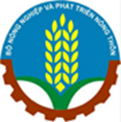 BỘ NÔNG NGHIỆP VÀ PHÁT TRIỂN NÔNG THÔN